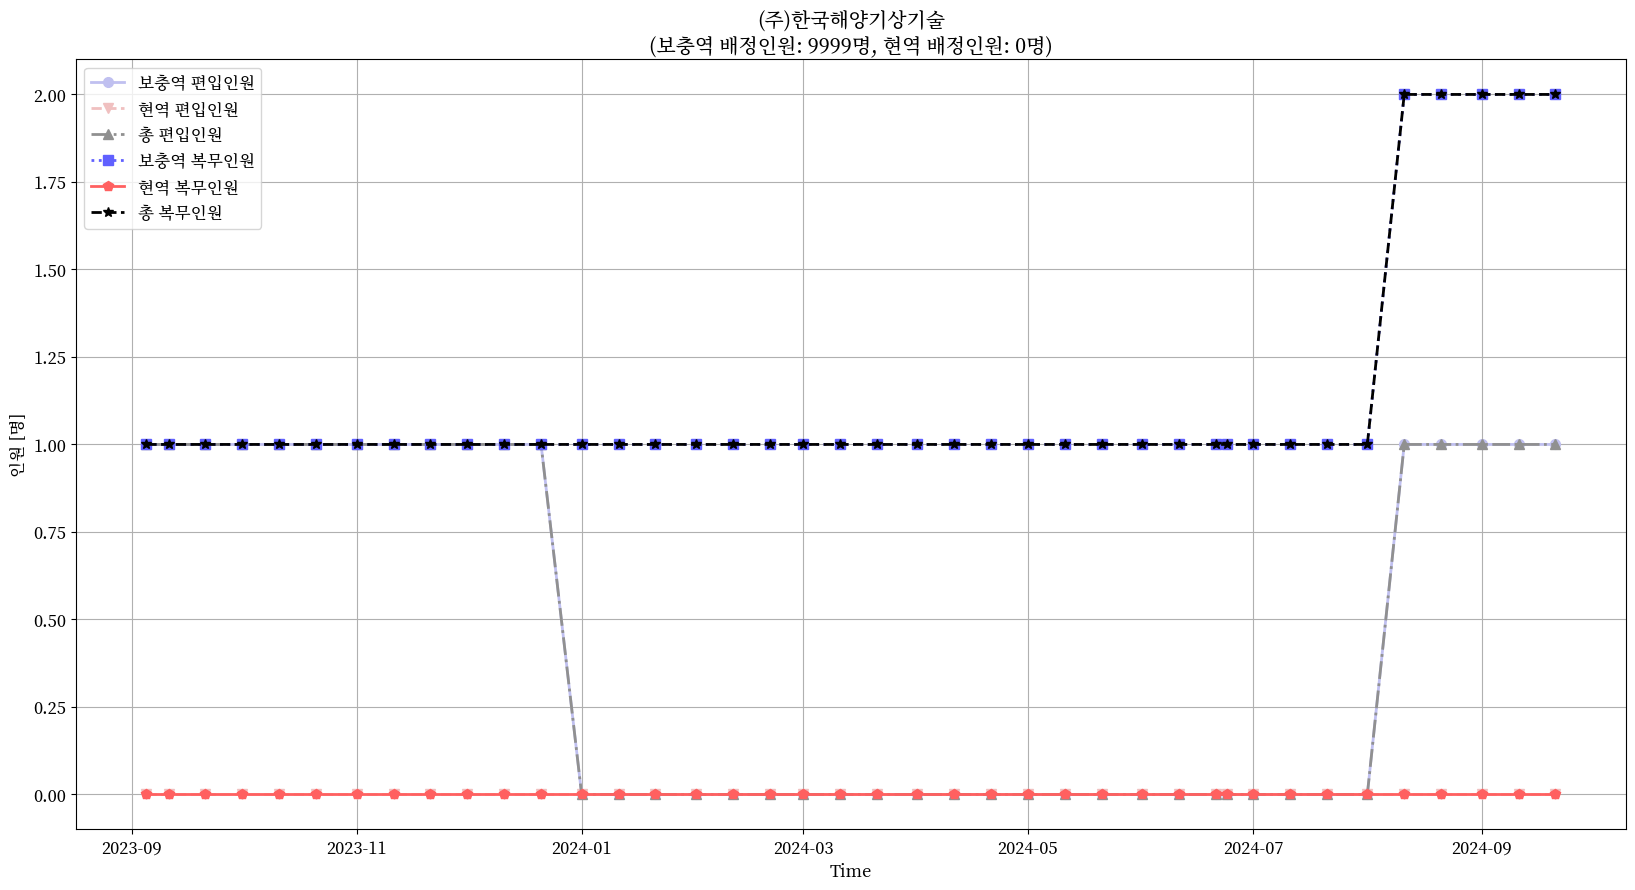 (주)한국해양기상기술
(보충역 배정인원: 9999명, 현역 배정인원: 0명)
보충역 편입인원
현역 편입인원
총 편입인원
보충역 복무인원
현역 복무인원
총 복무인원
인원 [명]
2.00
1.75
1.50
1.25
1.00
0.75
0.50
0.25
0.00
2023-09 2023-11 2024-01 2024-03 2024-05 2024-07 2024-09
Time